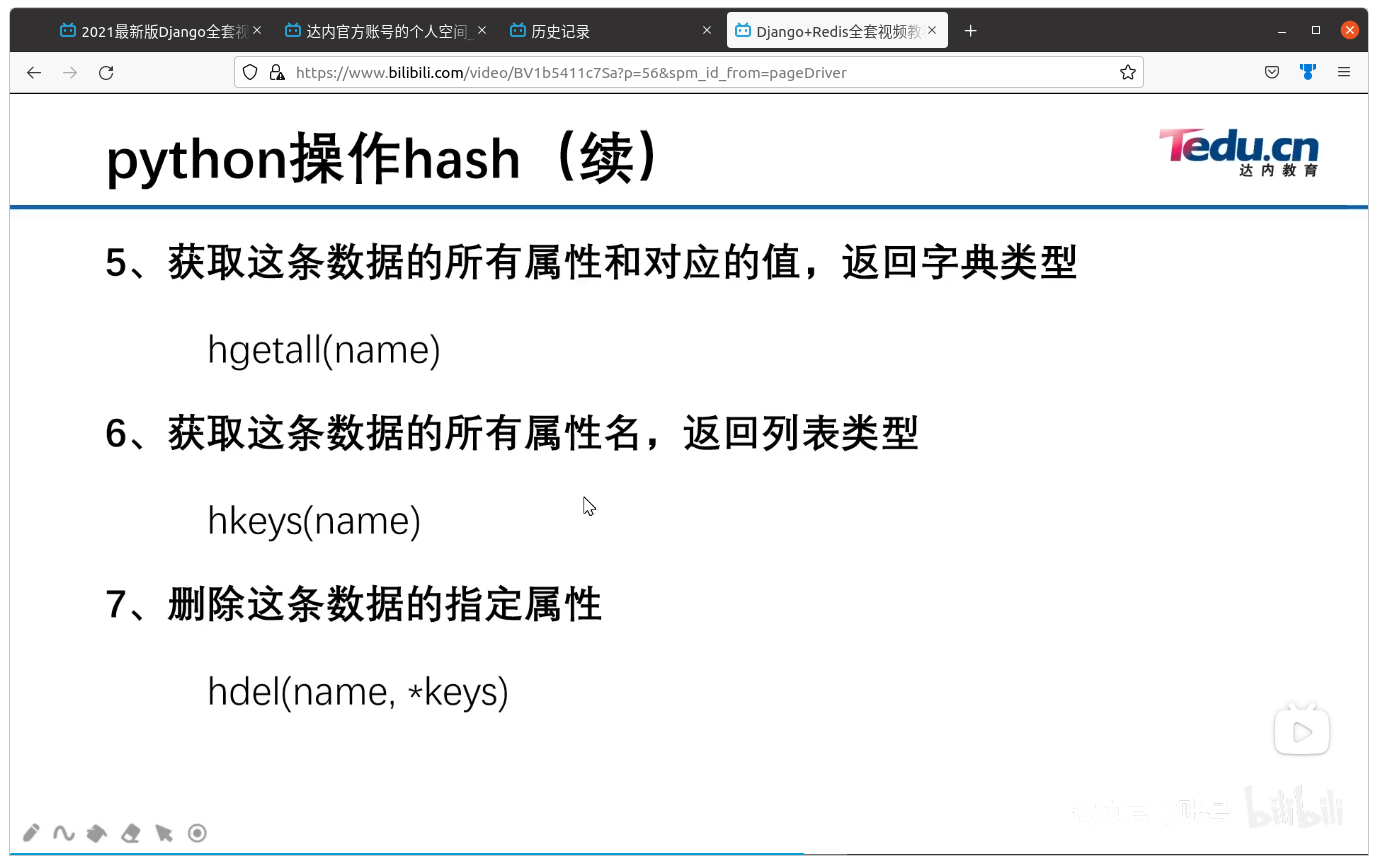 2021最新版Django全套视
达内官方账号的个人空间_
历史记录
Django+Redis全套视频教
https://www.bilibili.com/video/BV1b5411c7Sa?p=56&spm_id_from=pageDriver
python操作hash（续）
Tedu.cn
达内教育
5、获取这条数据的所有属性和对应的值，返回字典类型
hgetall(name)
6、获取这条数据的所有属性名，返回列表类型
hkeys(name)
7、删除这条数据的指定属性
hdel(name, *keys)
bilibili